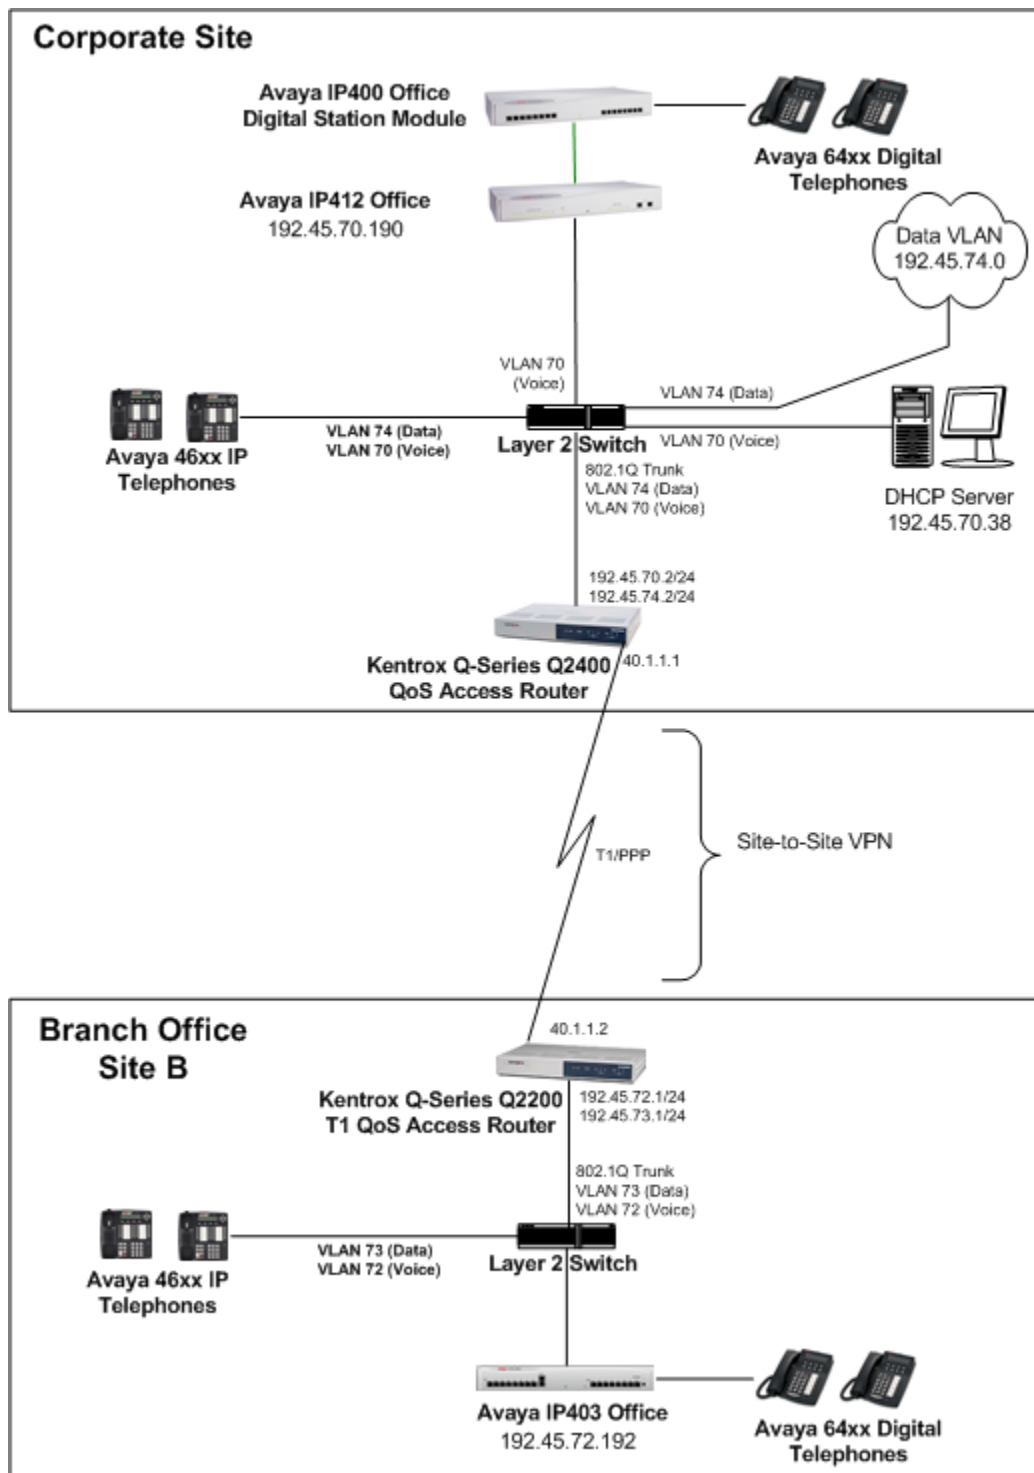 Corporate Site
Avaya IP400 Office
Digital Station Module
Avaya 64xx Digital
Telephones
Avaya IP412 Office
192.45.70.190
Data VLAN
192.45.74.0
VLAN 70
(Voice)
VLAN 74 (Data)
VLAN 74 (Data)
VLAN 70 (Voice)
Layer 2 Switch
VLAN 70 (Voice)
Avaya 46xx IP
Telephones
802.1Q Trunk
VLAN 74 (Data)
VLAN 70 (Voice)
DHCP Server
192.45.70.38
192.45.70.2/24
192.45.74.2/24
Kentrox Q-Series Q2400
QoS Access Router
40.1.1.1
T1/PPP
Site-to-Site VPN
Branch Office
Site B
40.1.1.2
Kentrox Q-Series Q2200
T1 QoS Access Router
192.45.72.1/24
192.45.73.1/24
802.1Q Trunk
VLAN 73 (Data)
VLAN 72 (Voice)
VLAN 73 (Data)
VLAN 72 (Voice)
Layer 2 Switch
Avaya 46xx IP
Telephones
Avaya IP403 Office
192.45.72.192
Avaya 64xx Digital
Telephones